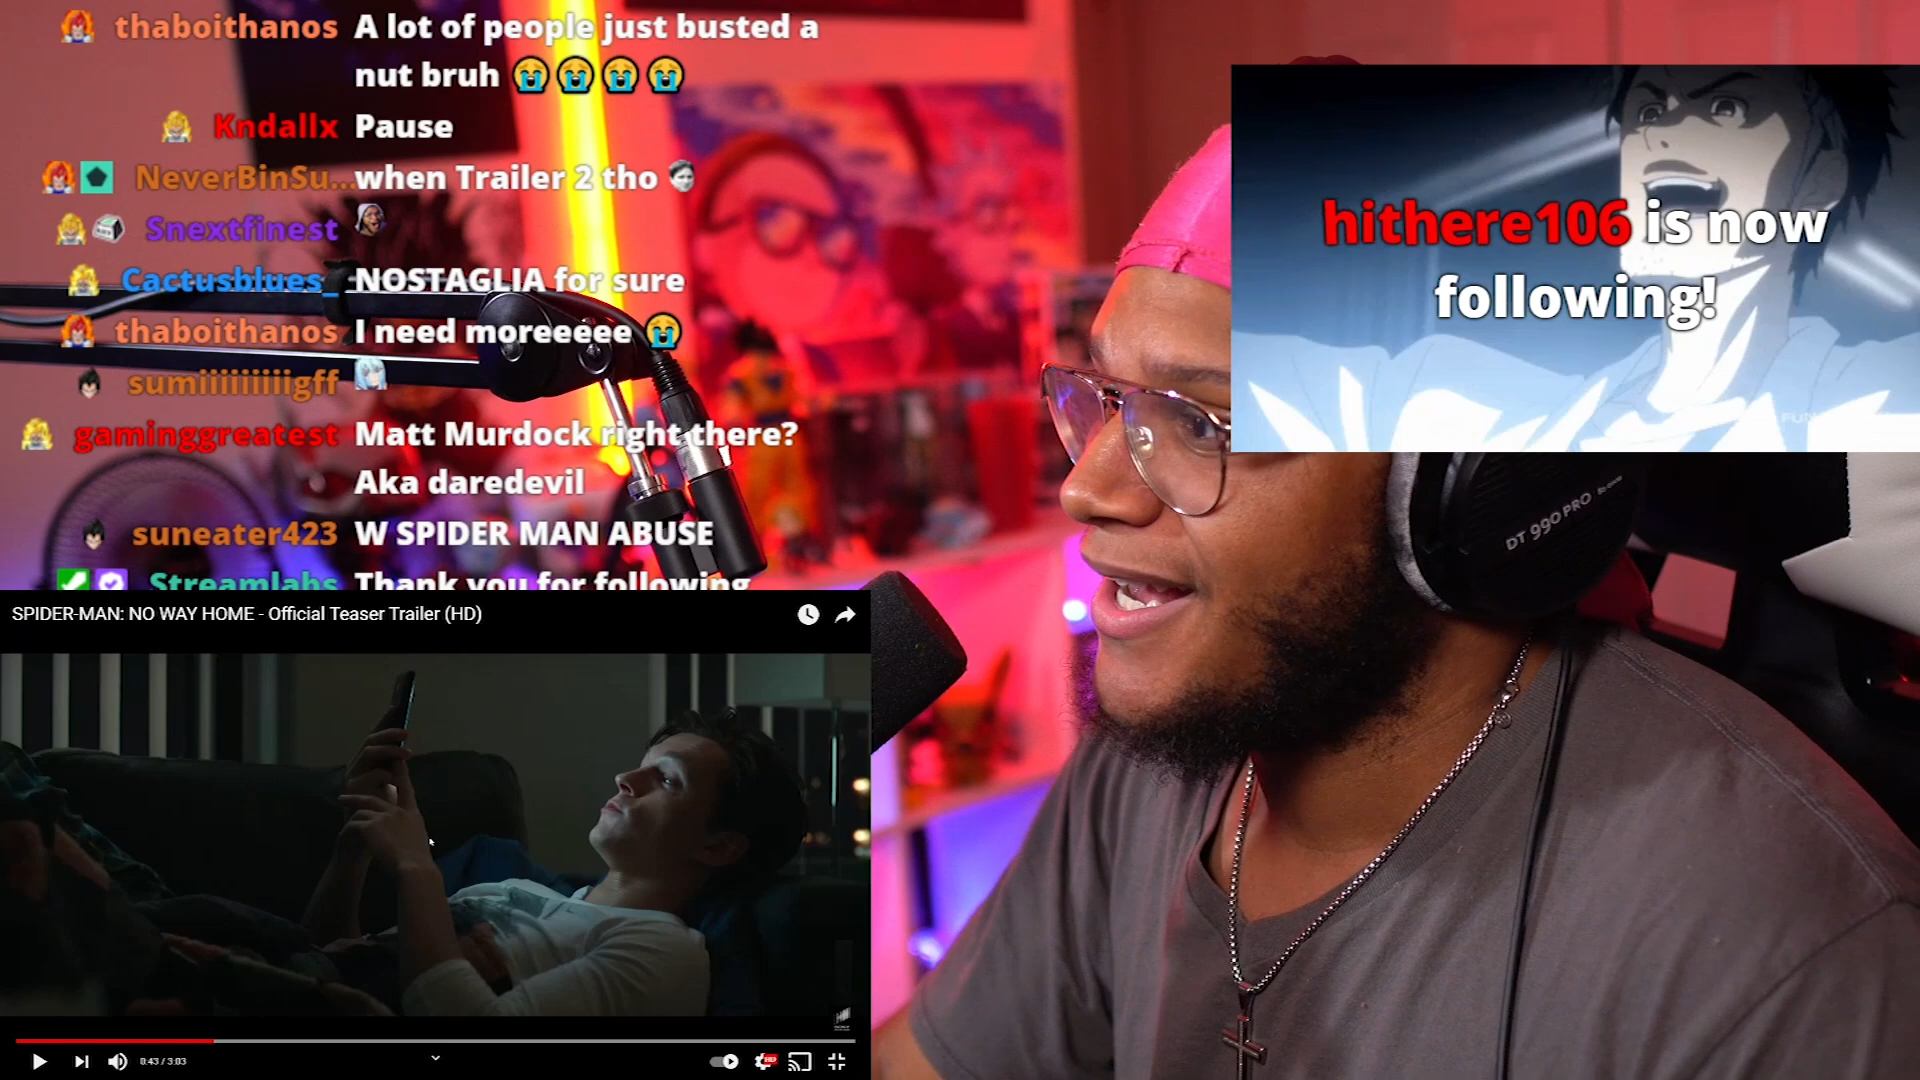 thaboithanos A lot of people just busted a
nut bruh 😭😭😭😭
Kndallx Pause
NeverBinSu... when Trailer 2 tho
Snextfinest
Cactusblues_ NOSTAGLIA for sure
thaboithanos I need moreeeee 😭
sumiiiiiiiiigff
gaminggreatest Matt Murdock right there?
Aka daredevil
suneater423 W SPIDER MAN ABUSE
Streamlabs Thank you for following
hithere106 is now
following!
FUN
DT 990 PRO
SPIDER-MAN: NO WAY HOME - Official Teaser Trailer (HD)
0:43 / 3:03
HD